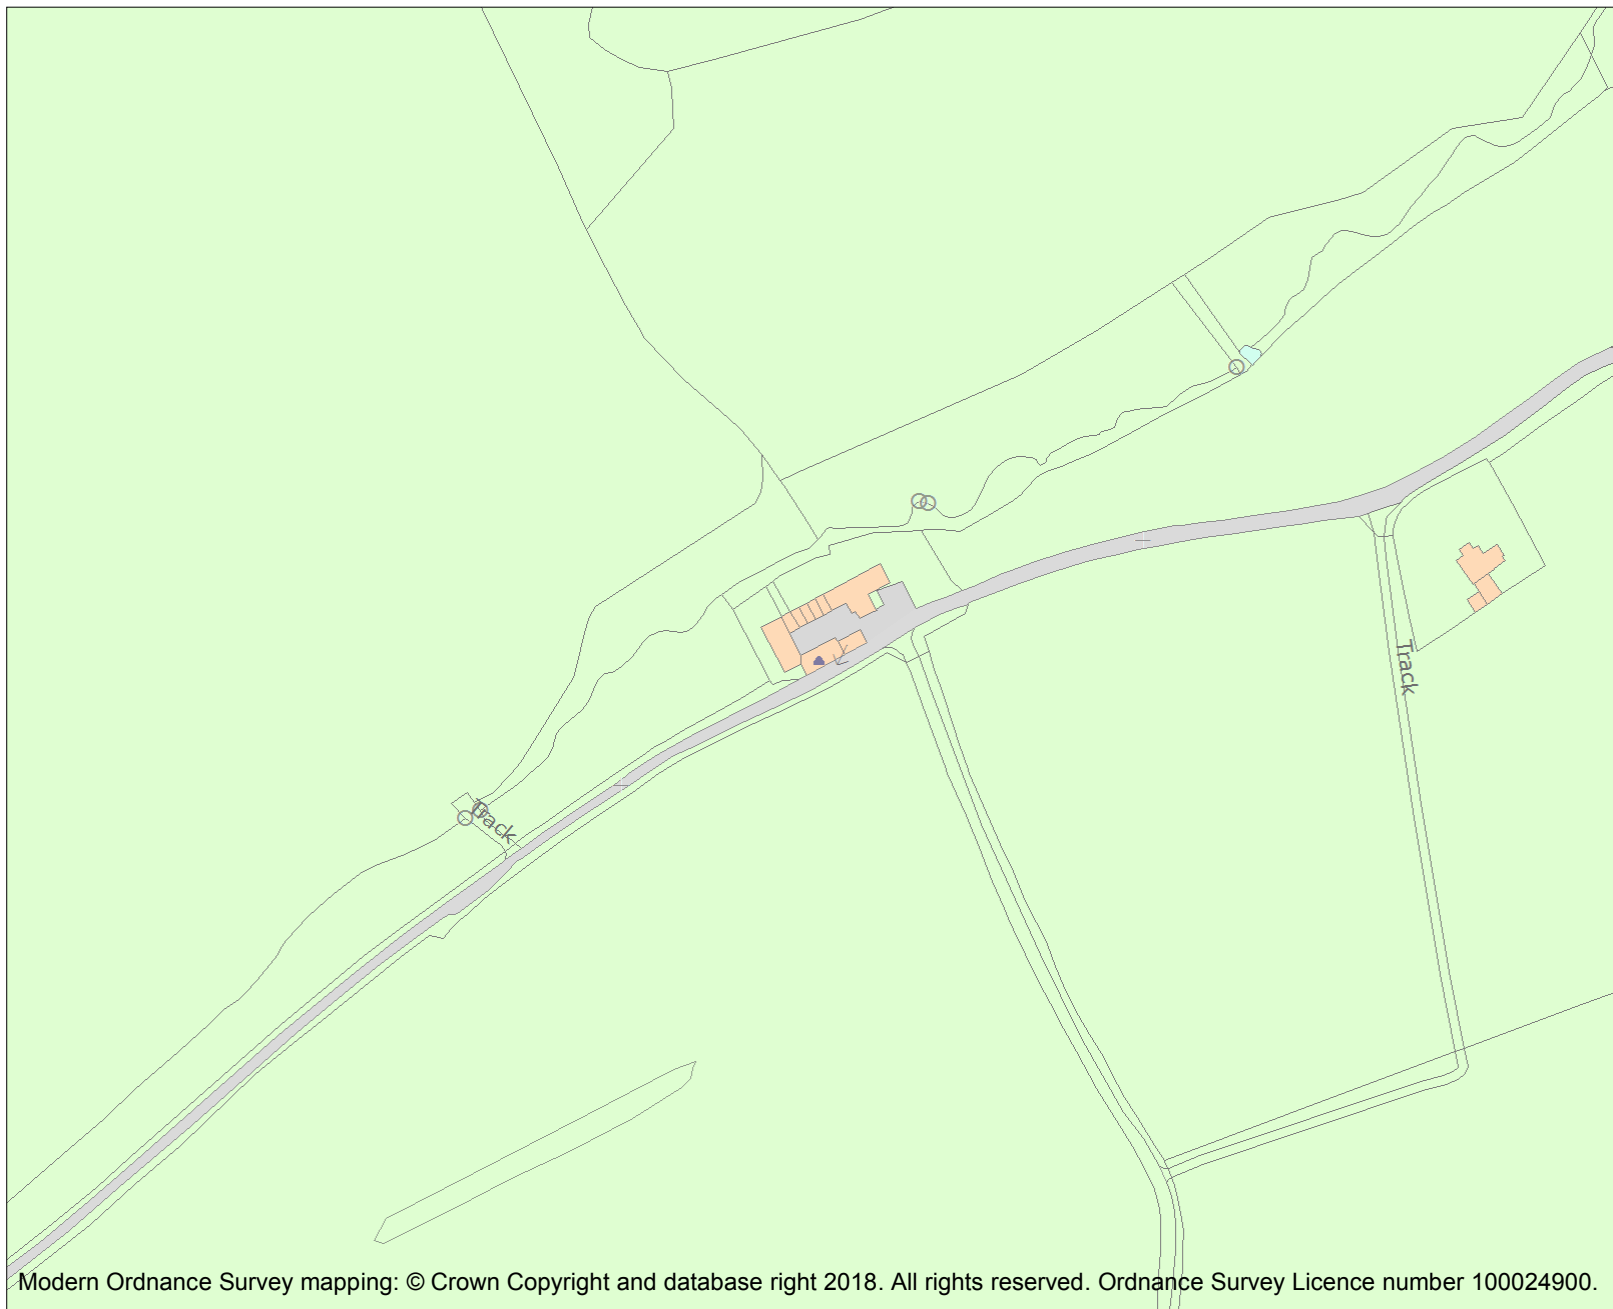 Track
Track
Modern Ordnance Survey mapping: © Crown Copyright and database right 2018. All rights reserved. Ordnance Survey Licence number 100024900.